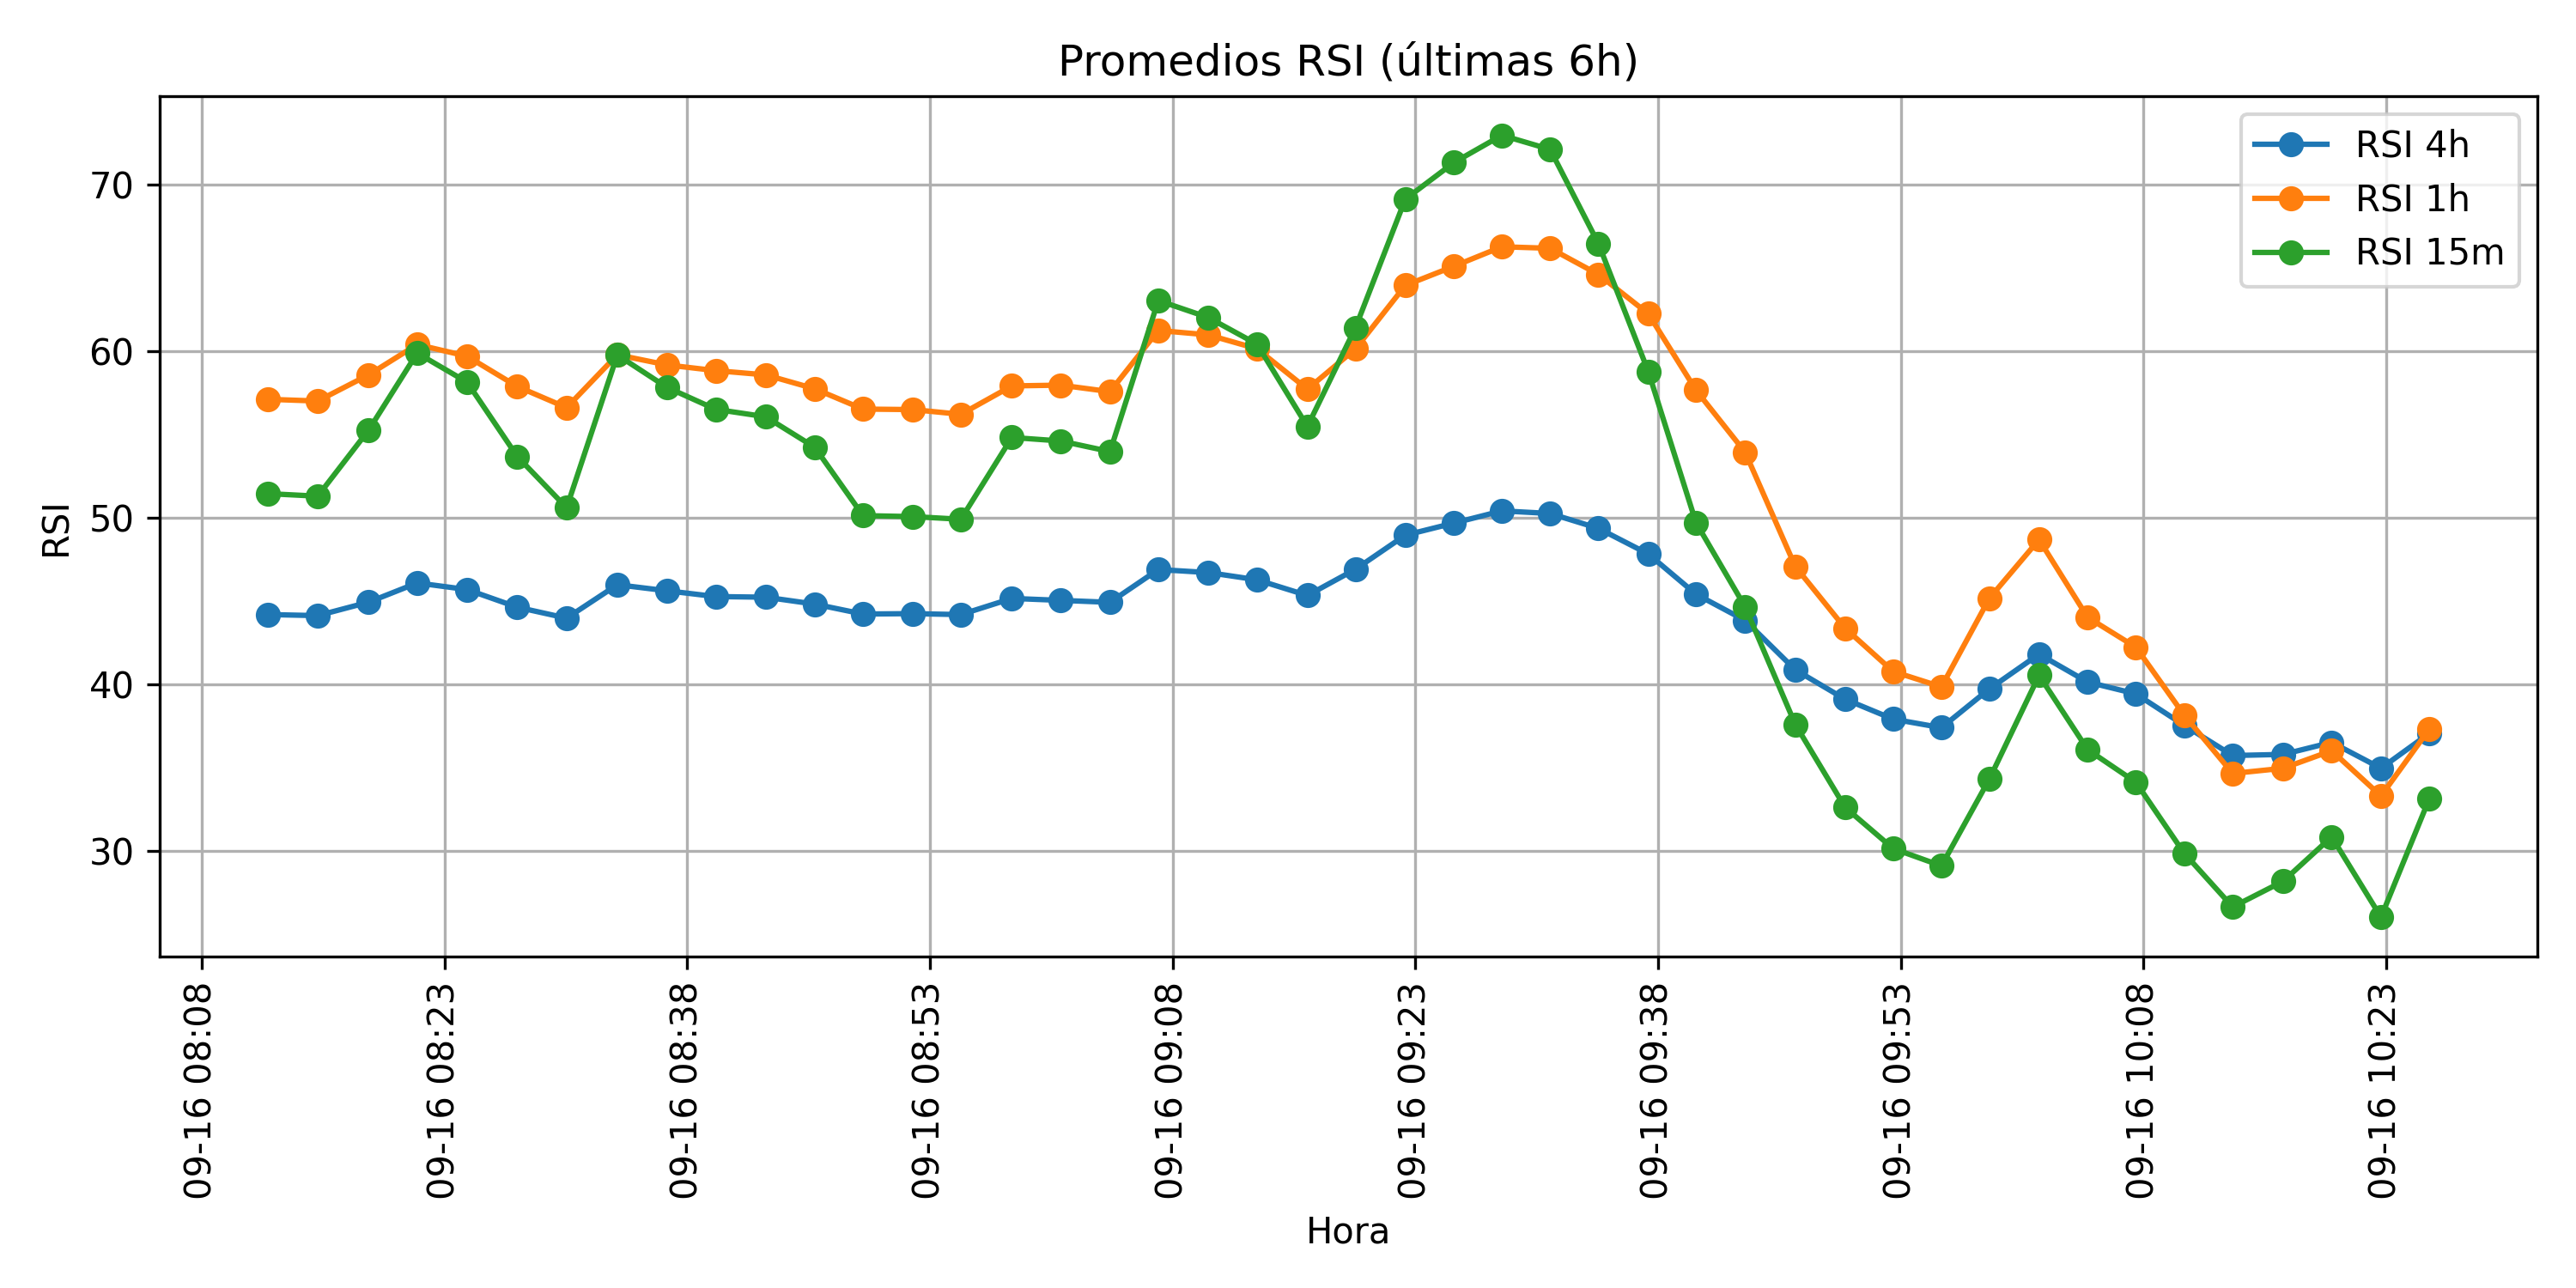 Promedios RSI (últimas 6h)
RSI 4h
RSI 1h
RSI 15m
RSI
70
60
50
40
30
09-16 08:08
09-16 08:23
09-16 08:38
09-16 08:53
09-16 09:08
09-16 09:23
09-16 09:38
09-16 09:53
09-16 10:08
09-16 10:23
Hora